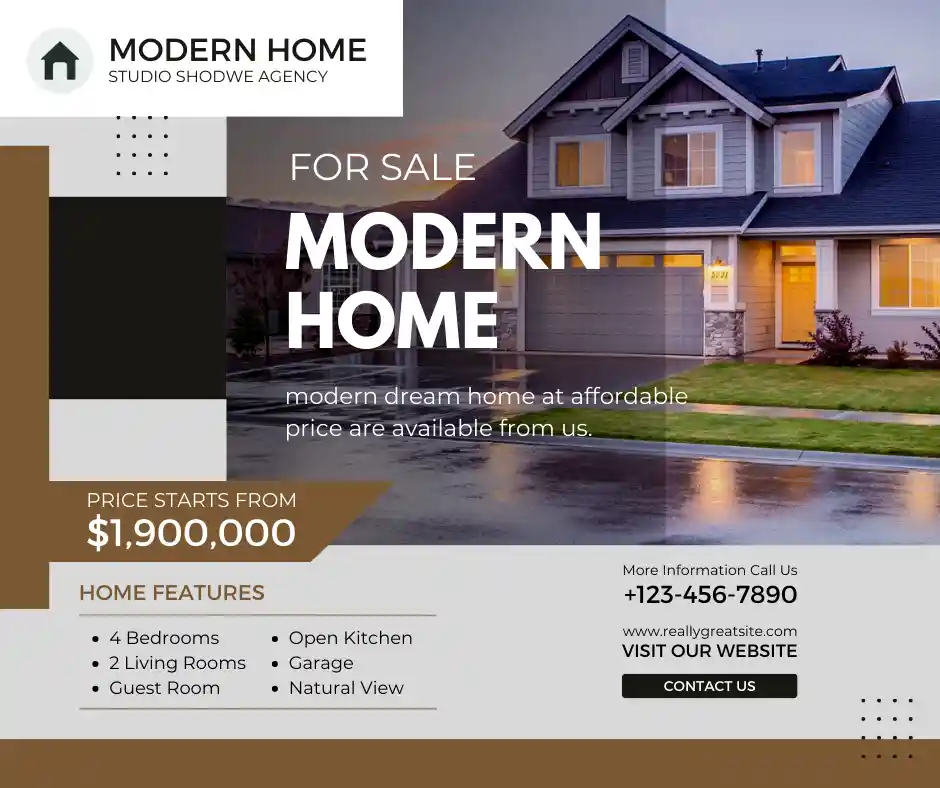 MODERN HOME
STUDIO SHODWE AGENCY
FOR SALE
MODERN
HOME
modern dream home at affordable
price are available from us.
PRICE STARTS FROM
$1,900,000
HOME FEATURES
• 4 Bedrooms
• 2 Living Rooms
• Guest Room
• Open Kitchen
• Garage
• Natural View
More Information Call Us
+123-456-7890
www.reallygreatsite.com
VISIT OUR WEBSITE
CONTACT US